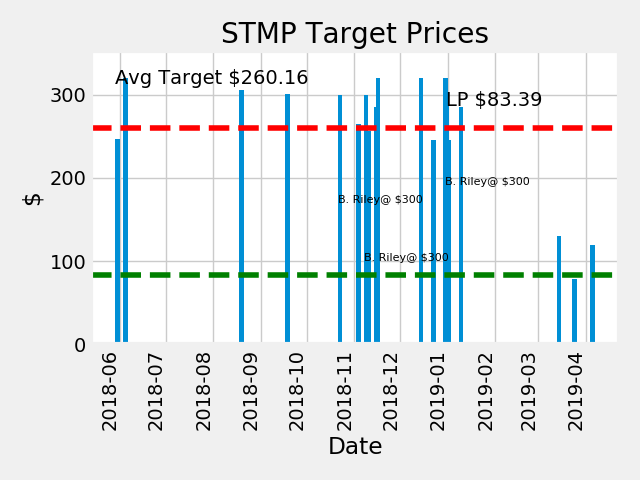 STMP Target Prices
Avg Target $260.16
LP $83.39
B. Riley@ $300
B. Riley@ $300
B. Riley@ $300
$
300
200
100
0
2018-06
2018-07
2018-08
2018-09
2018-10
2018-11
2018-12
2019-01
2019-02
2019-03
2019-04
Date